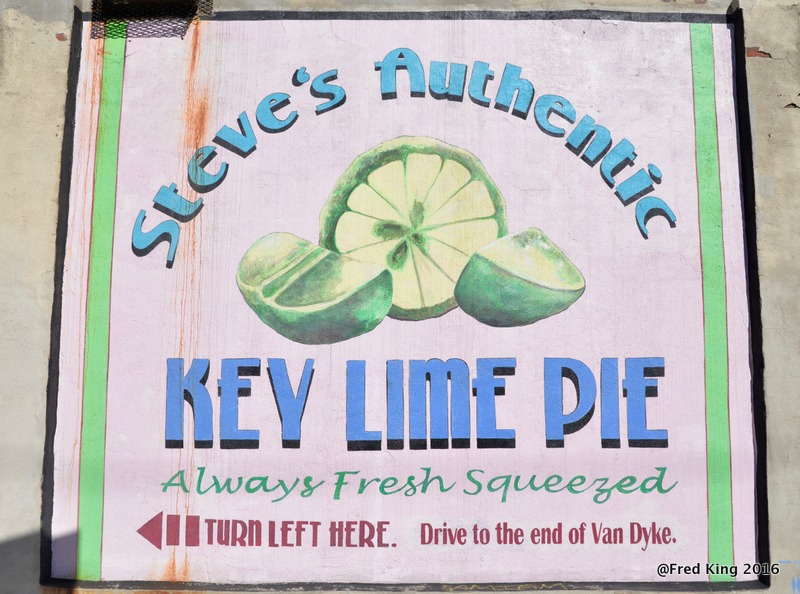 Steve's Authentic
KEY LIME PIE
Always Fresh Squeezed
TURN LEFT HERE. Drive to the end of Van Dyke.
@Fred King 2016